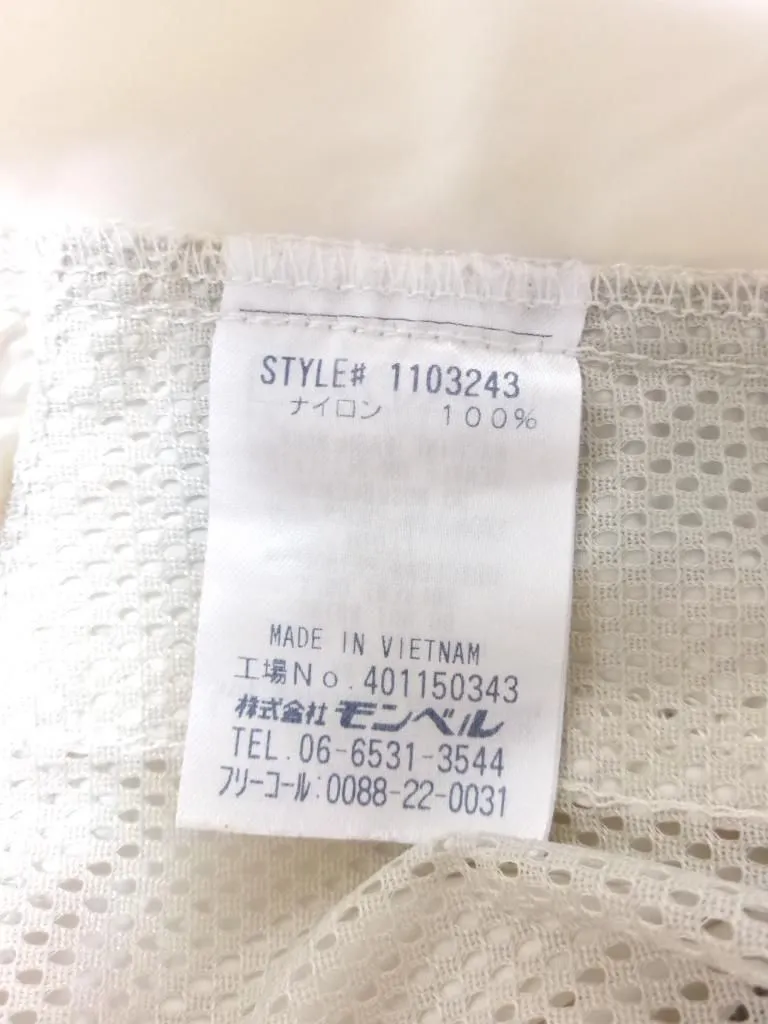 STYLE# 1103243
ナイロン 100%
MADE IN VIETNAM
工場No.401150343
株式会社 モンベル
TEL.06-6531-3544
フリーコール:0088-22-0031